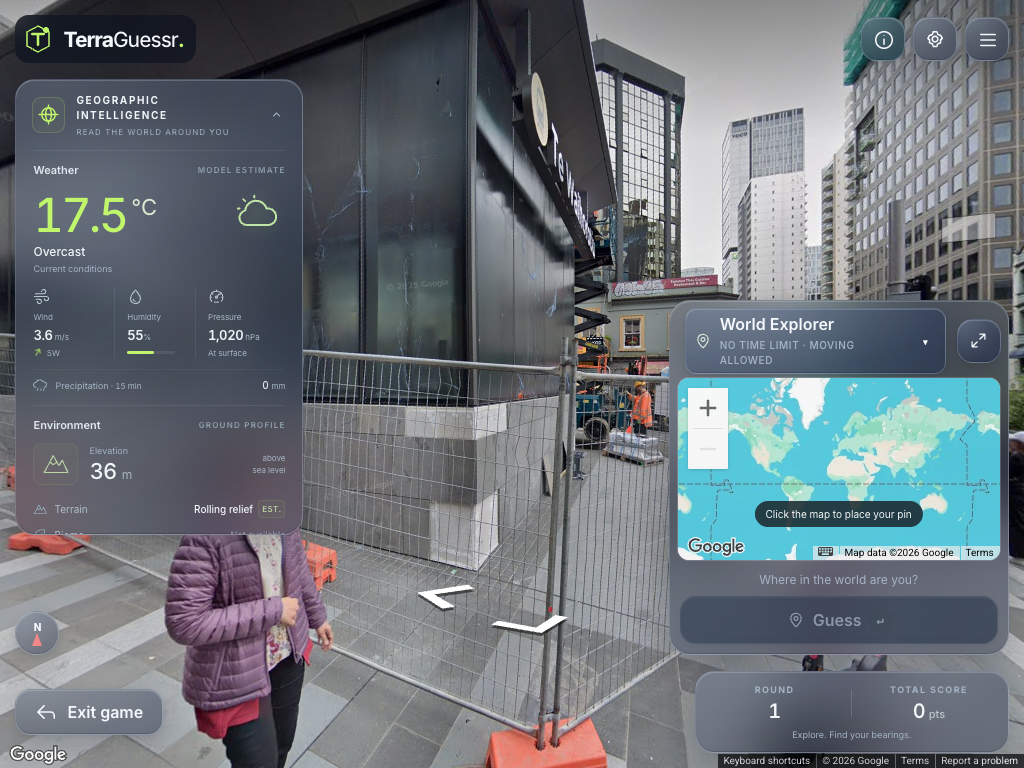 TerraGuessr.
GEOGRAPHIC
INTELLIGENCE
READ THE WORLD AROUND YOU
Weather
MODEL ESTIMATE
17.5 °C
Overcast
Current conditions
Wind
3.6 m/s
SW
Humidity
55%
Pressure
1,020 hPa
At surface
Precipitation · 15 min
0 mm
Environment
GROUND PROFILE
Elevation
36 m
above
sea level
Terrain
Rolling relief EST.
© 2025 Google
World Explorer
NO TIME LIMIT · MOVING
ALLOWED
+
−
Click the map to place your pin
Google
Map data ©2026 Google
Terms
Where in the world are you?
Guess
ROUND
1
TOTAL SCORE
0 pts
Explore. Find your bearings.
N
Exit game
Google
Keyboard shortcuts
© 2026 Google
Terms
Report a problem